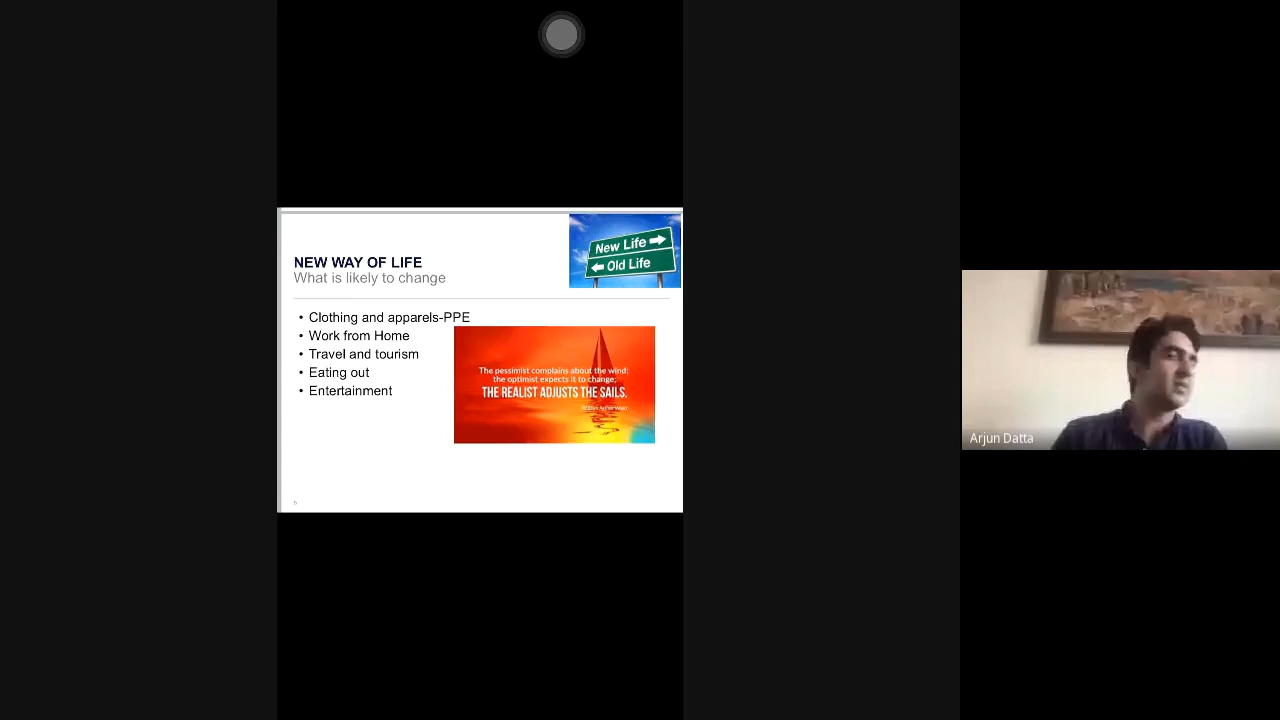 New Life
Old Life
NEW WAY OF LIFE
What is likely to change
• Clothing and apparels-PPE
• Work from Home
• Travel and tourism
• Eating out
• Entertainment
The pessimist complains about the wind;
the optimist expects it to change;
THE REALIST ADJUSTS THE SAILS.
Arjun Datta